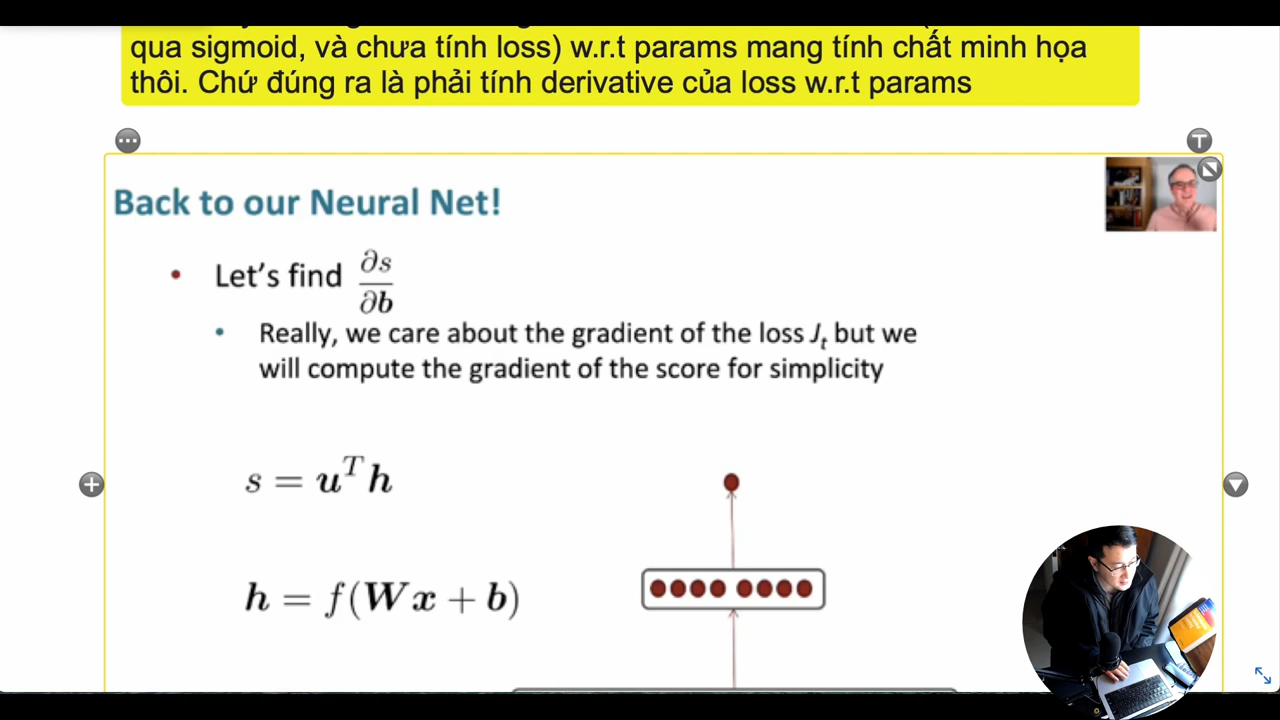 qua sigmoid, và chưa tính loss) w.r.t params mang tính chất minh họa
thôi. Chứ đúng ra là phải tính derivative của loss w.r.t params
T
Back to our Neural Net!
• Let's find ∂s/∂b
• Really, we care about the gradient of the loss Jₜ but we
will compute the gradient of the score for simplicity
s = uᵀh
h = f(Wx + b)